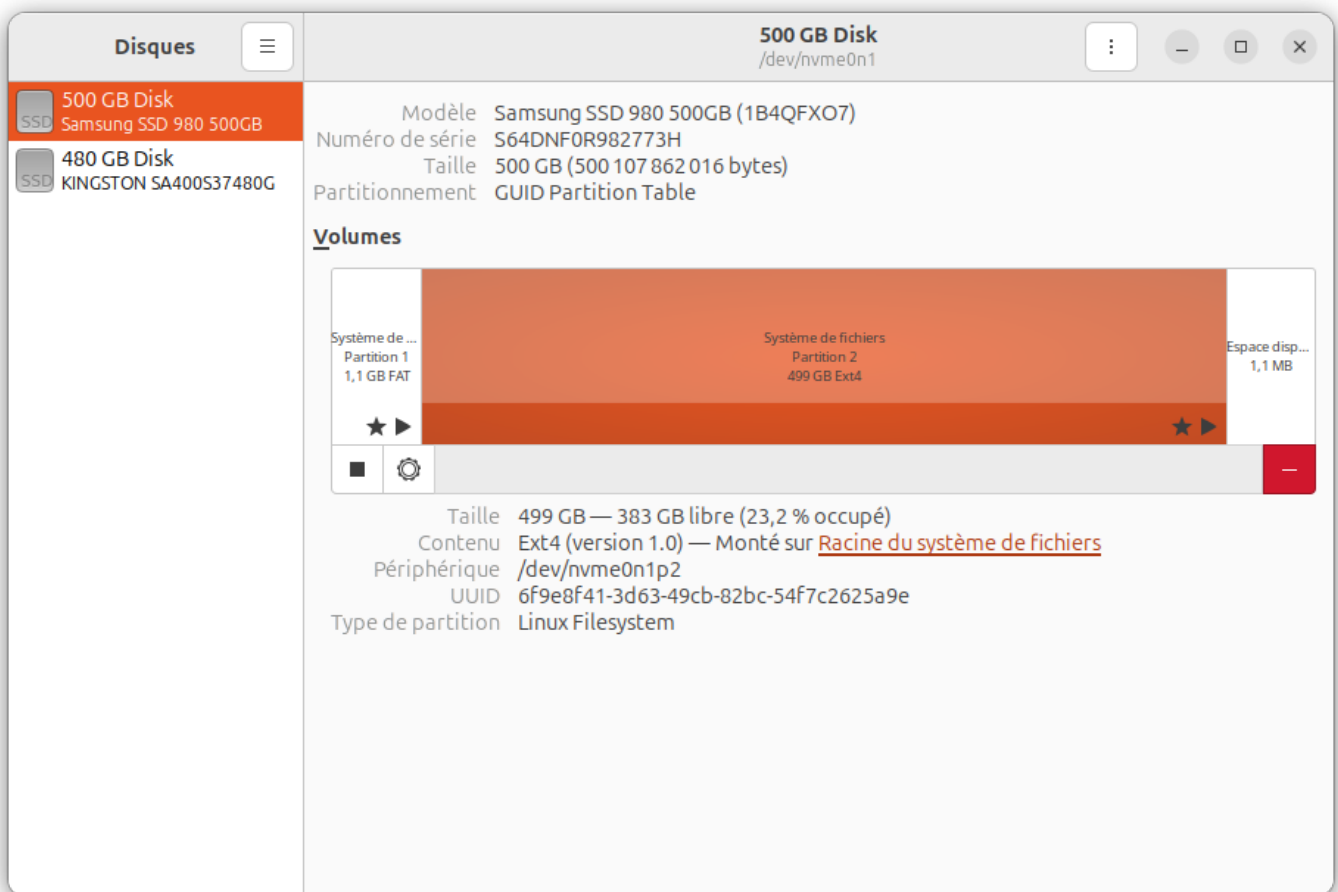 Disques
500 GB Disk
/dev/nvme0n1
SSD
500 GB Disk
Samsung SSD 980 500GB
SSD
480 GB Disk
KINGSTON SA400S37480G
Modèle Samsung SSD 980 500GB (1B4QFXO7)
Numéro de série S64DNF0R982773H
Taille 500 GB (500 107 862 016 bytes)
Partitionnement GUID Partition Table
Volumes
Système de ...
Partition 1
1,1 GB FAT
Système de fichiers
Partition 2
499 GB Ext4
Espace disp...
1,1 MB
Taille 499 GB — 383 GB libre (23,2 % occupé)
Contenu Ext4 (version 1.0) — Monté sur Racine du système de fichiers
Périphérique /dev/nvme0n1p2
UUID 6f9e8f41-3d63-49cb-82bc-54f7c2625a9e
Type de partition Linux Filesystem